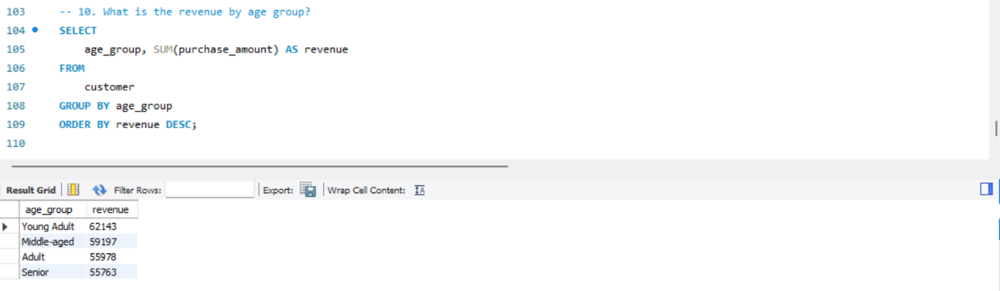 103 -- 10. What is the revenue by age group?
104 SELECT
105 age_group, SUM(purchase_amount) AS revenue
106 FROM
107 customer
108 GROUP BY age_group
109 ORDER BY revenue DESC;
110
Result Grid Filter Rows: Export: Wrap Cell Content:
age_group revenue
Young Adult 62143
Middle-aged 59197
Adult 55978
Senior 55763